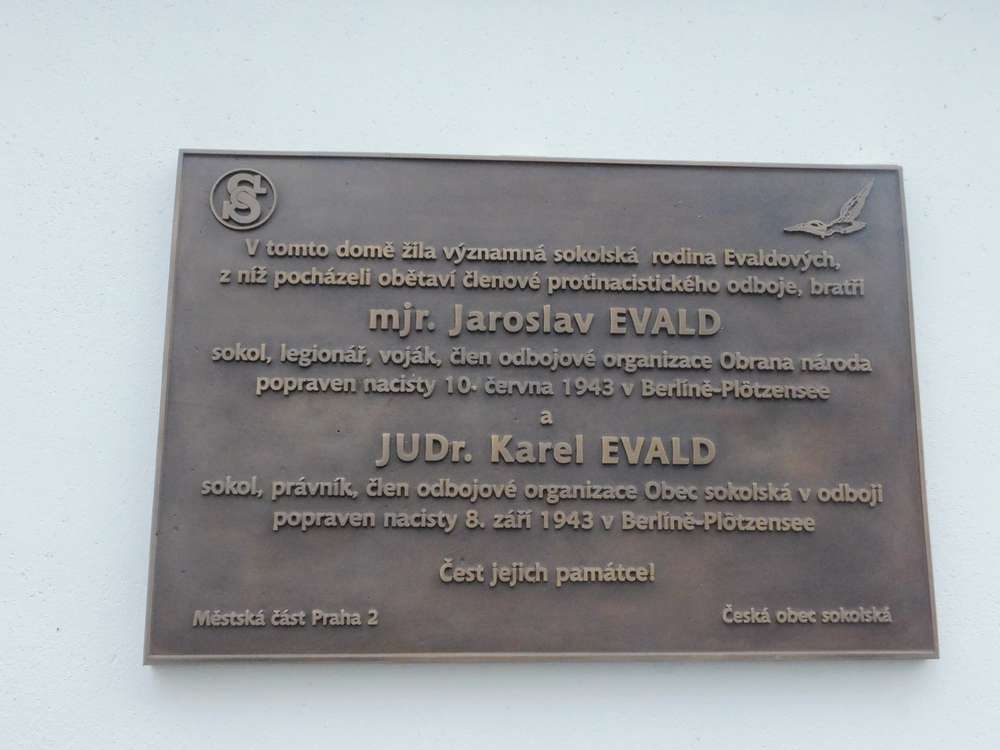 V tomto domě žila významná sokolská rodina Evaldových,
z níž pocházeli obětaví členové protinacistického odboje, bratři
mjr. Jaroslav EVALD
sokol, legionář, voják, člen odbojové organizace Obrana národa
popraven nacisty 10. června 1943 v Berlíně-Plötzensee
a
JUDr. Karel EVALD
sokol, právník, člen odbojové organizace Obec sokolská v odboji
popraven nacisty 8. září 1943 v Berlíně-Plötzensee
Čest jejich památce!
Městská část Praha 2
Česká obec sokolská